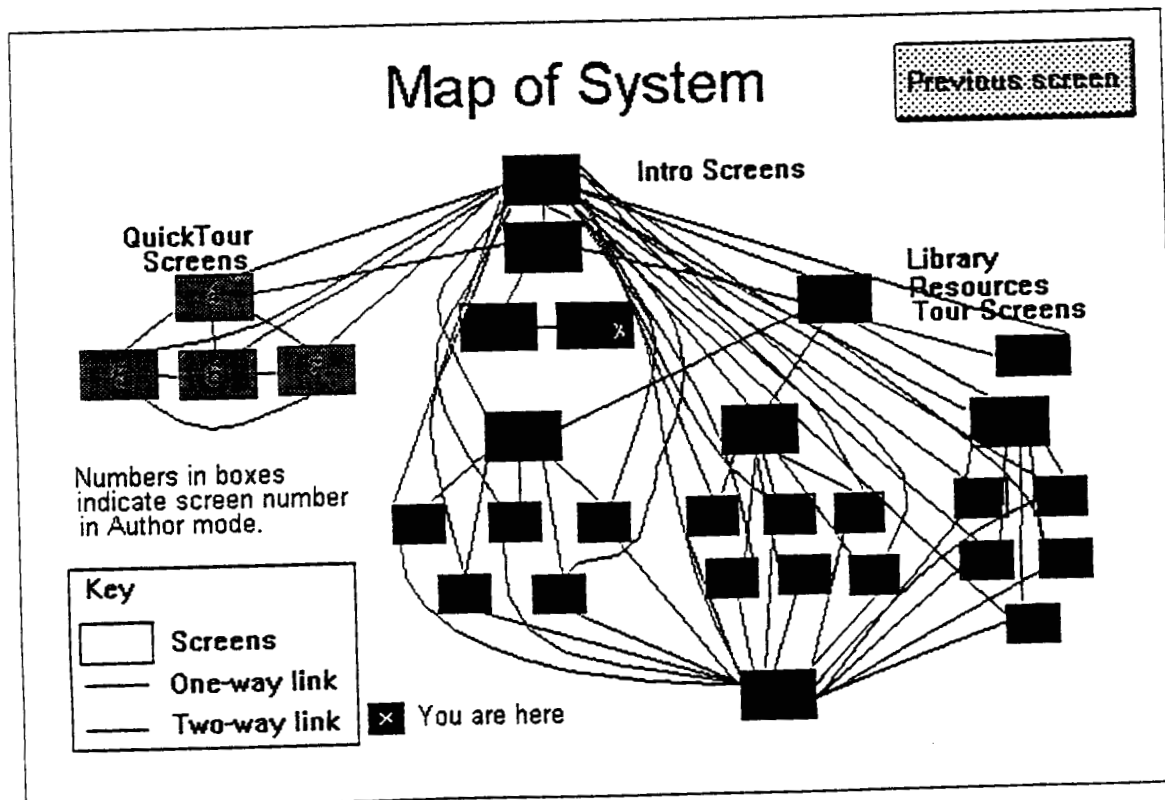 Map of System
Previous screen
Intro Screens
QuickTour
Screens
Library
Resources
Tour Screens
Numbers in boxes
indicate screen number
in Author mode.
Key
Screens
One-way link
Two-way link
x You are here